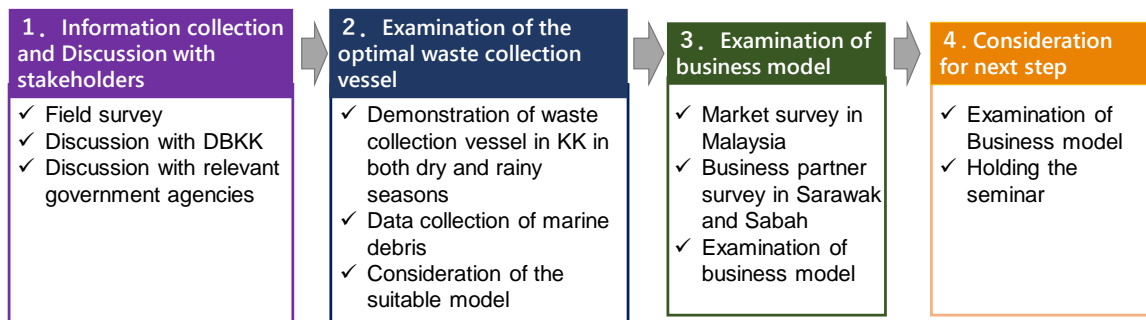 １．Information collection
and Discussion with
stakeholders
✓ Field survey
✓ Discussion with DBKK
✓ Discussion with relevant
government agencies
２．Examination of the
optimal waste collection
vessel
✓ Demonstration of waste
collection vessel in KK in
both dry and rainy
seasons
✓ Data collection of marine
debris
✓ Consideration of the
suitable model
３．Examination of
business model
✓ Market survey in
Malaysia
✓ Business partner
survey in Sarawak
and Sabah
✓ Examination of
business model
４．Consideration
for next step
✓ Examination of
Business model
✓ Holding the
seminar